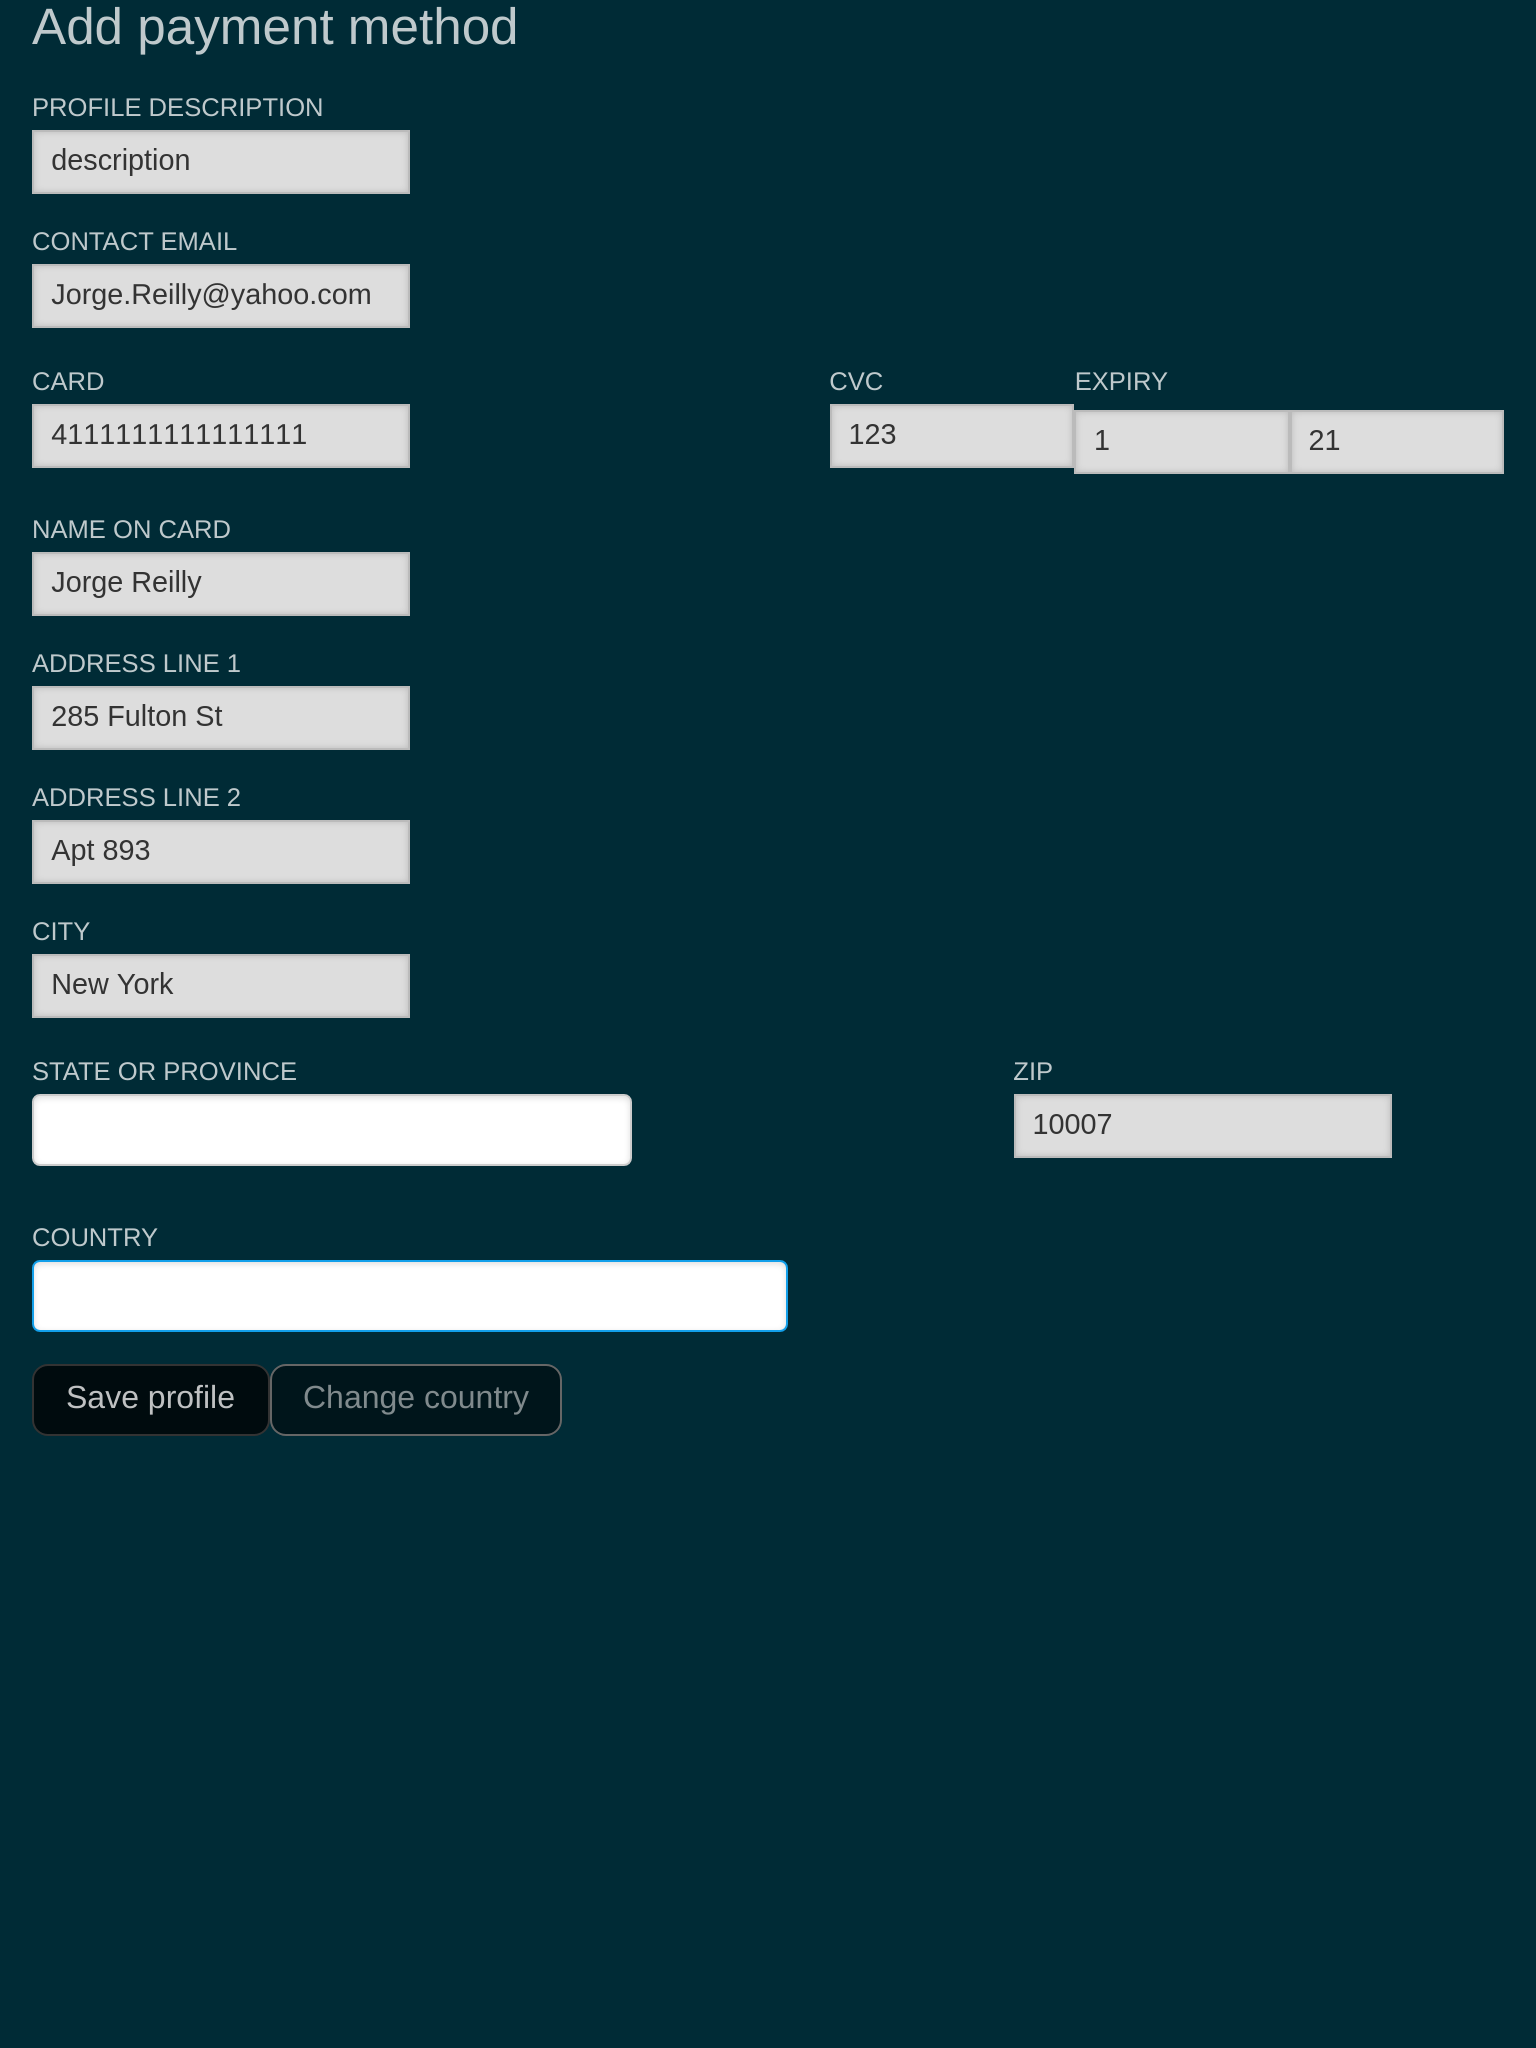 Add payment method
PROFILE DESCRIPTION
description
CONTACT EMAIL
Jorge.Reilly@yahoo.com
CARD CVC EXPIRY
4111111111111111 123 1 21
NAME ON CARD
Jorge Reilly
ADDRESS LINE 1
285 Fulton St
ADDRESS LINE 2
Apt 893
CITY
New York
STATE OR PROVINCE ZIP
10007
COUNTRY
Save profile Change country